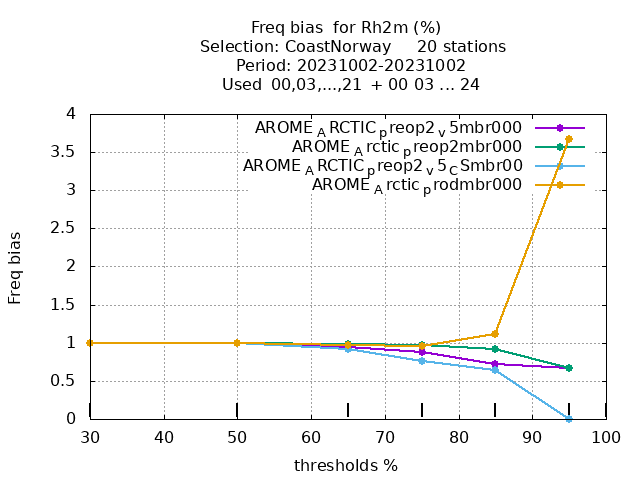 Freq bias  for Rh2m (%)
Selection: CoastNorway     20 stations
Period: 20231002-20231002
Used  00,03,...,21  + 00 03 ... 24
AROME_ARCTIC_preop2_v5mbr000
AROME_Arctic_preop2mbr000
AROME_ARCTIC_preop2_v5_CSmbr00
AROME_Arctic_prodmbr000
4
3.5
3
2.5
2
1.5
1
0.5
0
Freq bias
30 40 50 60 70 80 90 100
thresholds %